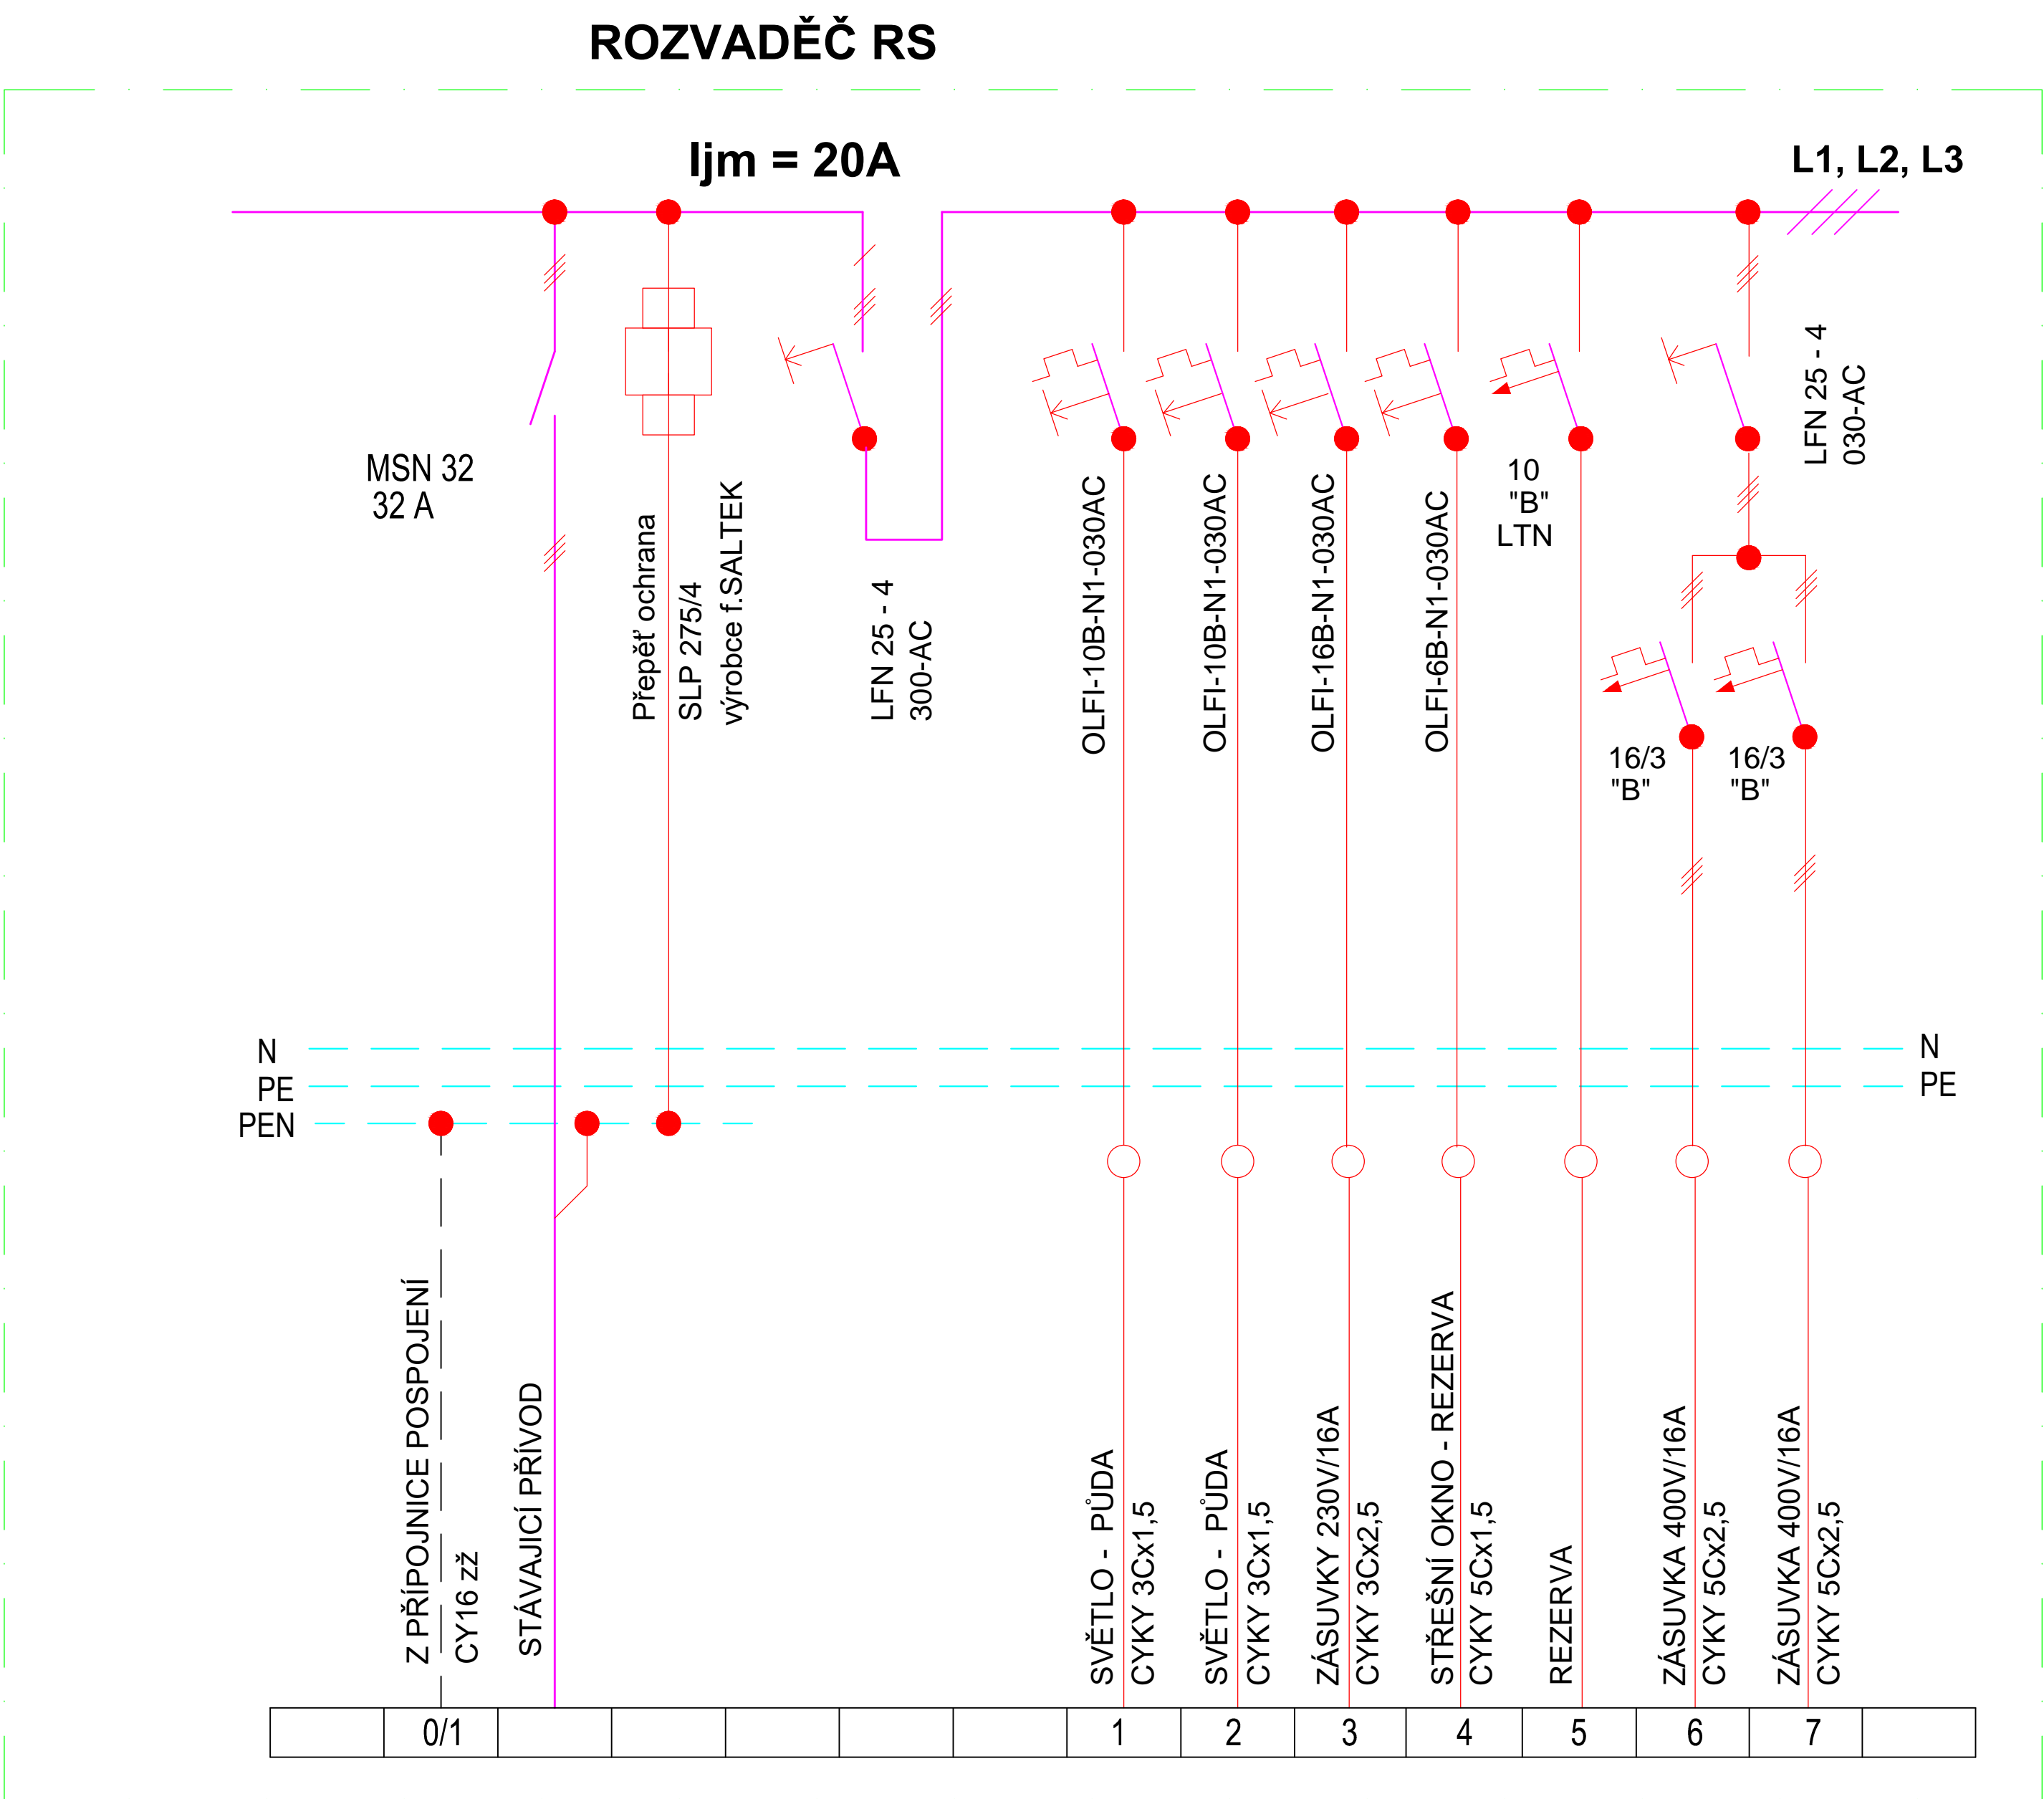 ROZVADĚČ RS
Ijm = 20A
L1, L2, L3
MSN 32
32 A
Přepěť ochrana
SLP 275/4
výrobce f.SALTEK
LFN 25 - 4
300-AC
OLFI-10B-N1-030AC
OLFI-10B-N1-030AC
OLFI-16B-N1-030AC
OLFI-6B-N1-030AC
10
"B"
LTN
LFN 25 - 4
030-AC
16/3
"B"
16/3
"B"
N
PE
PEN
N
PE
Z PŘÍPOJNICE POSPOJENÍ
CY16 zž
STÁVAJICÍ PŘÍVOD
SVĚTLO - PŮDA
CYKY 3Cx1,5
SVĚTLO - PŮDA
CYKY 3Cx1,5
ZÁSUVKY 230V/16A
CYKY 3Cx2,5
STŘEŠNÍ OKNO - REZERVA
CYKY 5Cx1,5
REZERVA
ZÁSUVKA 400V/16A
CYKY 5Cx2,5
ZÁSUVKA 400V/16A
CYKY 5Cx2,5
0/1
1
2
3
4
5
6
7